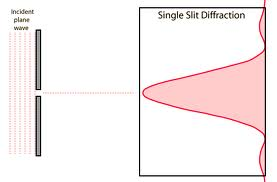 Incident
plane
wave
Single Slit Diffraction